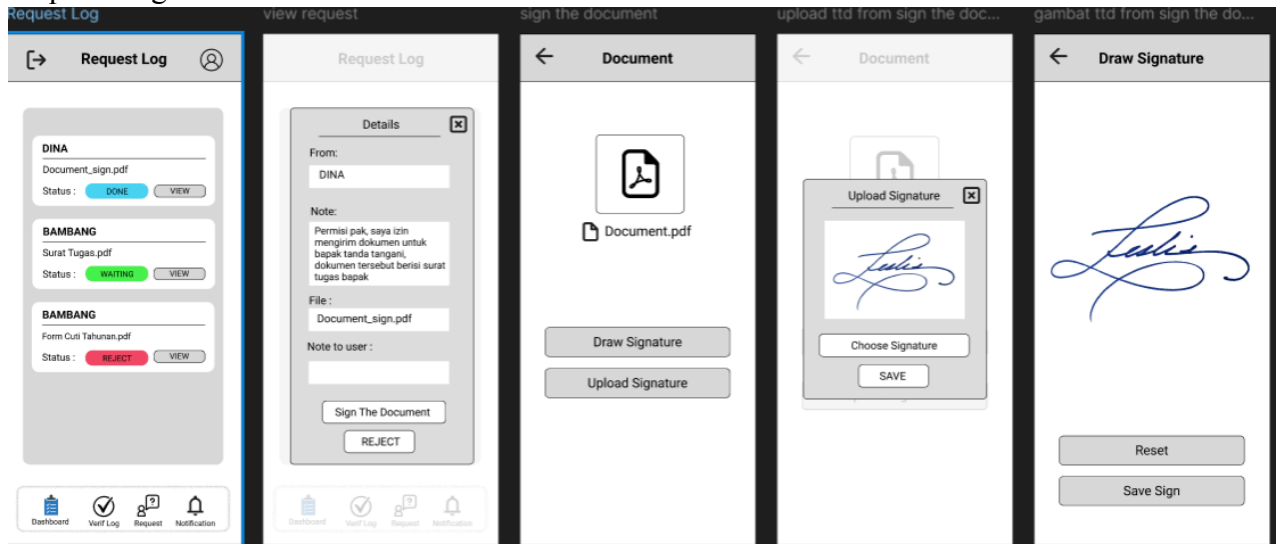 Request Log
view request
sign the document
upload ttd from sign the doc...
gambat ttd from sign the do...
Request Log
DINA
Document_sign.pdf
Status :
DONE
VIEW
BAMBANG
Surat Tugas.pdf
Status :
WAITING
VIEW
BAMBANG
Form Cuti Tahunan.pdf
Status :
REJECT
VIEW
Dashboard
Verif Log
Request
Notification
Request Log
Details
From:
DINA
Note:
Permisi pak, saya izin
mengirim dokumen untuk
bapak tanda tangani,
dokumen tersebut berisi surat
tugas bapak
File :
Document_sign.pdf
Note to user :
Sign The Document
REJECT
Dashboard
Verif Log
Request
Notification
Document
Document.pdf
Draw Signature
Upload Signature
Document
Upload Signature
Leslie
Choose Signature
SAVE
Draw Signature
Leslie
Reset
Save Sign